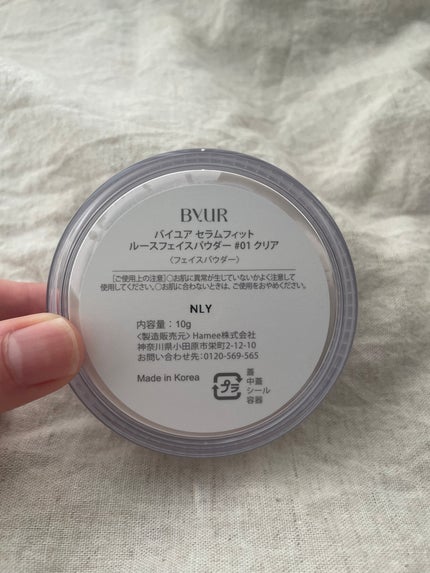 BYUR
バイユア セラムフィット
ルースフェイスパウダー #01 クリア
〈フェイスパウダー〉
[ご使用上の注意]○お肌に異常が生じていないかよく注意して
使用してください。○お肌に合わないときは、ご使用をおやめください。
NLY
内容量：10g
<製造販売元> Hamee株式会社
神奈川県小田原市栄町2-12-10
お問い合わせ先：0120-569-565
Made in Korea
プラ
蓋
中蓋
シール
容器